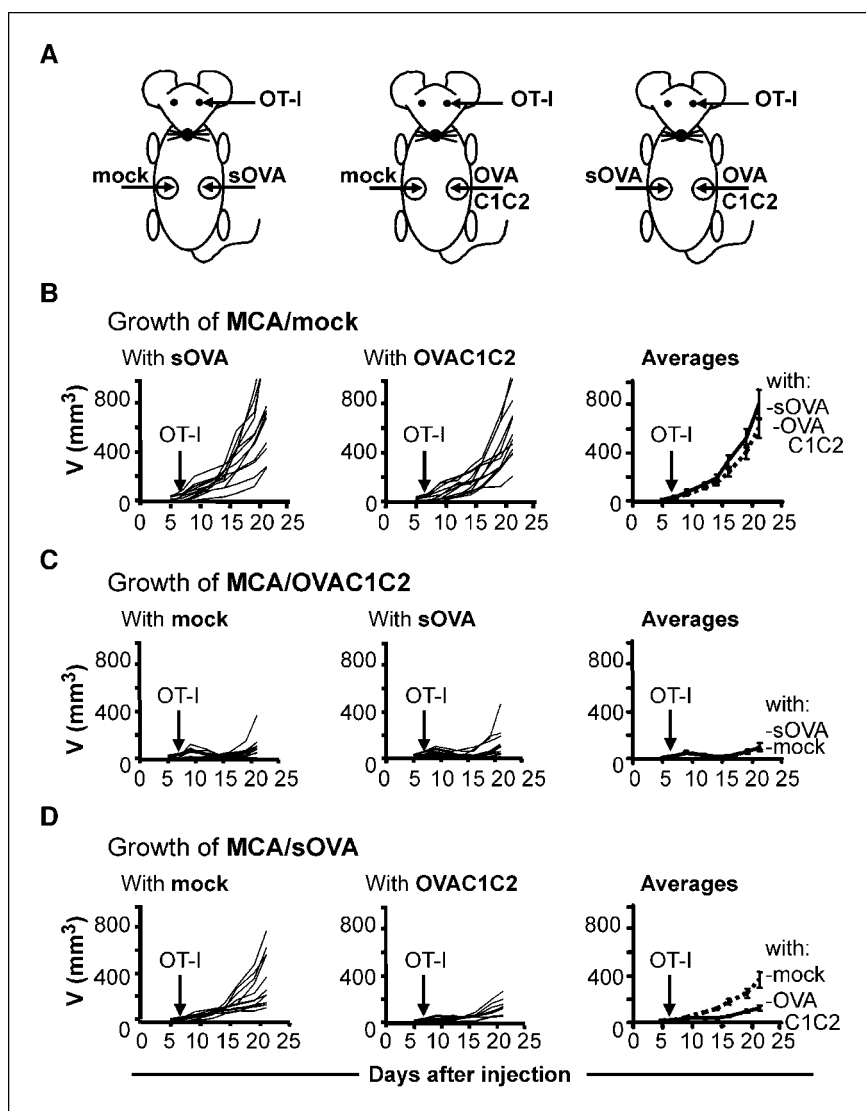 A
OT-I OT-I OT-I
mock sOVA mock OVA C1C2 sOVA OVA C1C2
B
Growth of MCA/mock
With sOVA With OVAC1C2 Averages
V (mm3)
800
400
0
OT-I
0 5 10 15 20 25
800
400
0
OT-I
0 5 10 15 20 25
800
400
0
OT-I
with:
-sOVA
-OVA
C1C2
0 5 10 15 20 25
C
Growth of MCA/OVAC1C2
With mock With sOVA Averages
V (mm3)
800
400
0
OT-I
0 5 10 15 20 25
800
400
0
OT-I
0 5 10 15 20 25
800
400
0
OT-I
with:
-sOVA
-mock
0 5 10 15 20 25
D
Growth of MCA/sOVA
With mock With OVAC1C2 Averages
V (mm3)
800
400
0
OT-I
0 5 10 15 20 25
800
400
0
OT-I
0 5 10 15 20 25
800
400
0
OT-I
with:
-mock
-OVA
C1C2
0 5 10 15 20 25
Days after injection